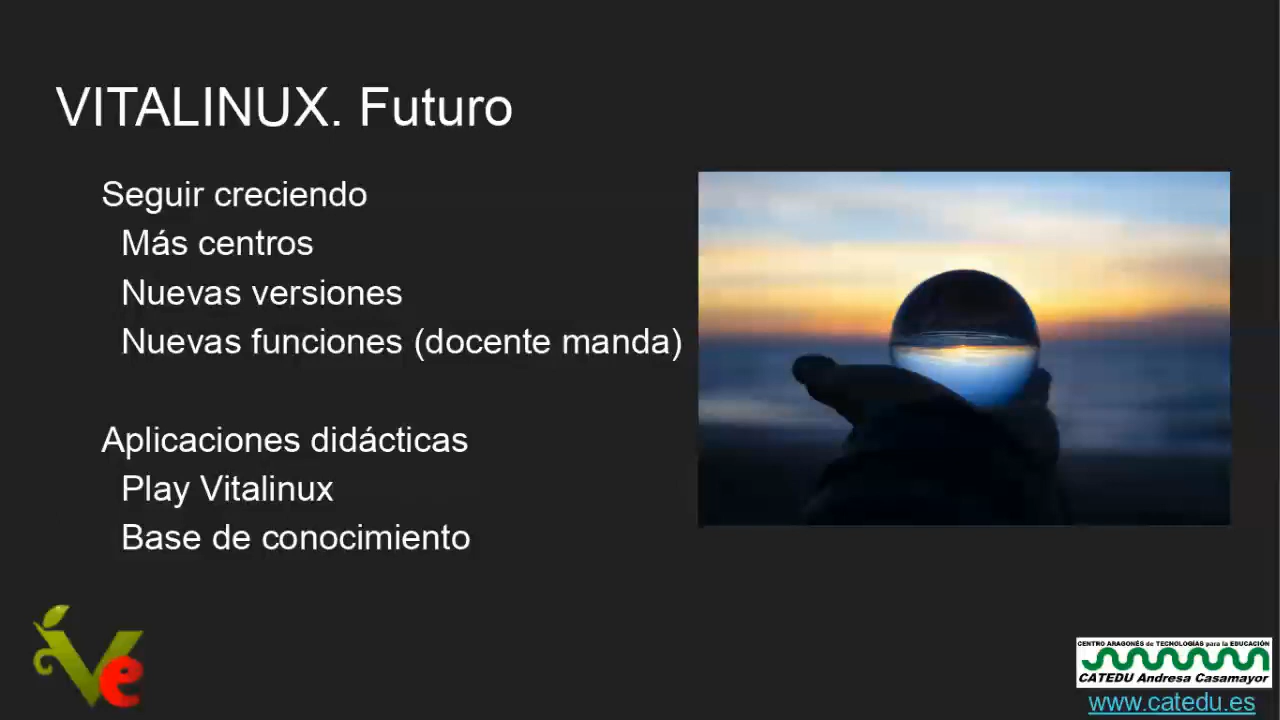 VITALINUX. Futuro
Seguir creciendo
Más centros
Nuevas versiones
Nuevas funciones (docente manda)
Aplicaciones didácticas
Play Vitalinux
Base de conocimiento
Ve
CENTRO ARAGONÉS de TECNOLOGÍAS para la EDUCACIÓN
CATEDU Andresa Casamayor
www.catedu.es